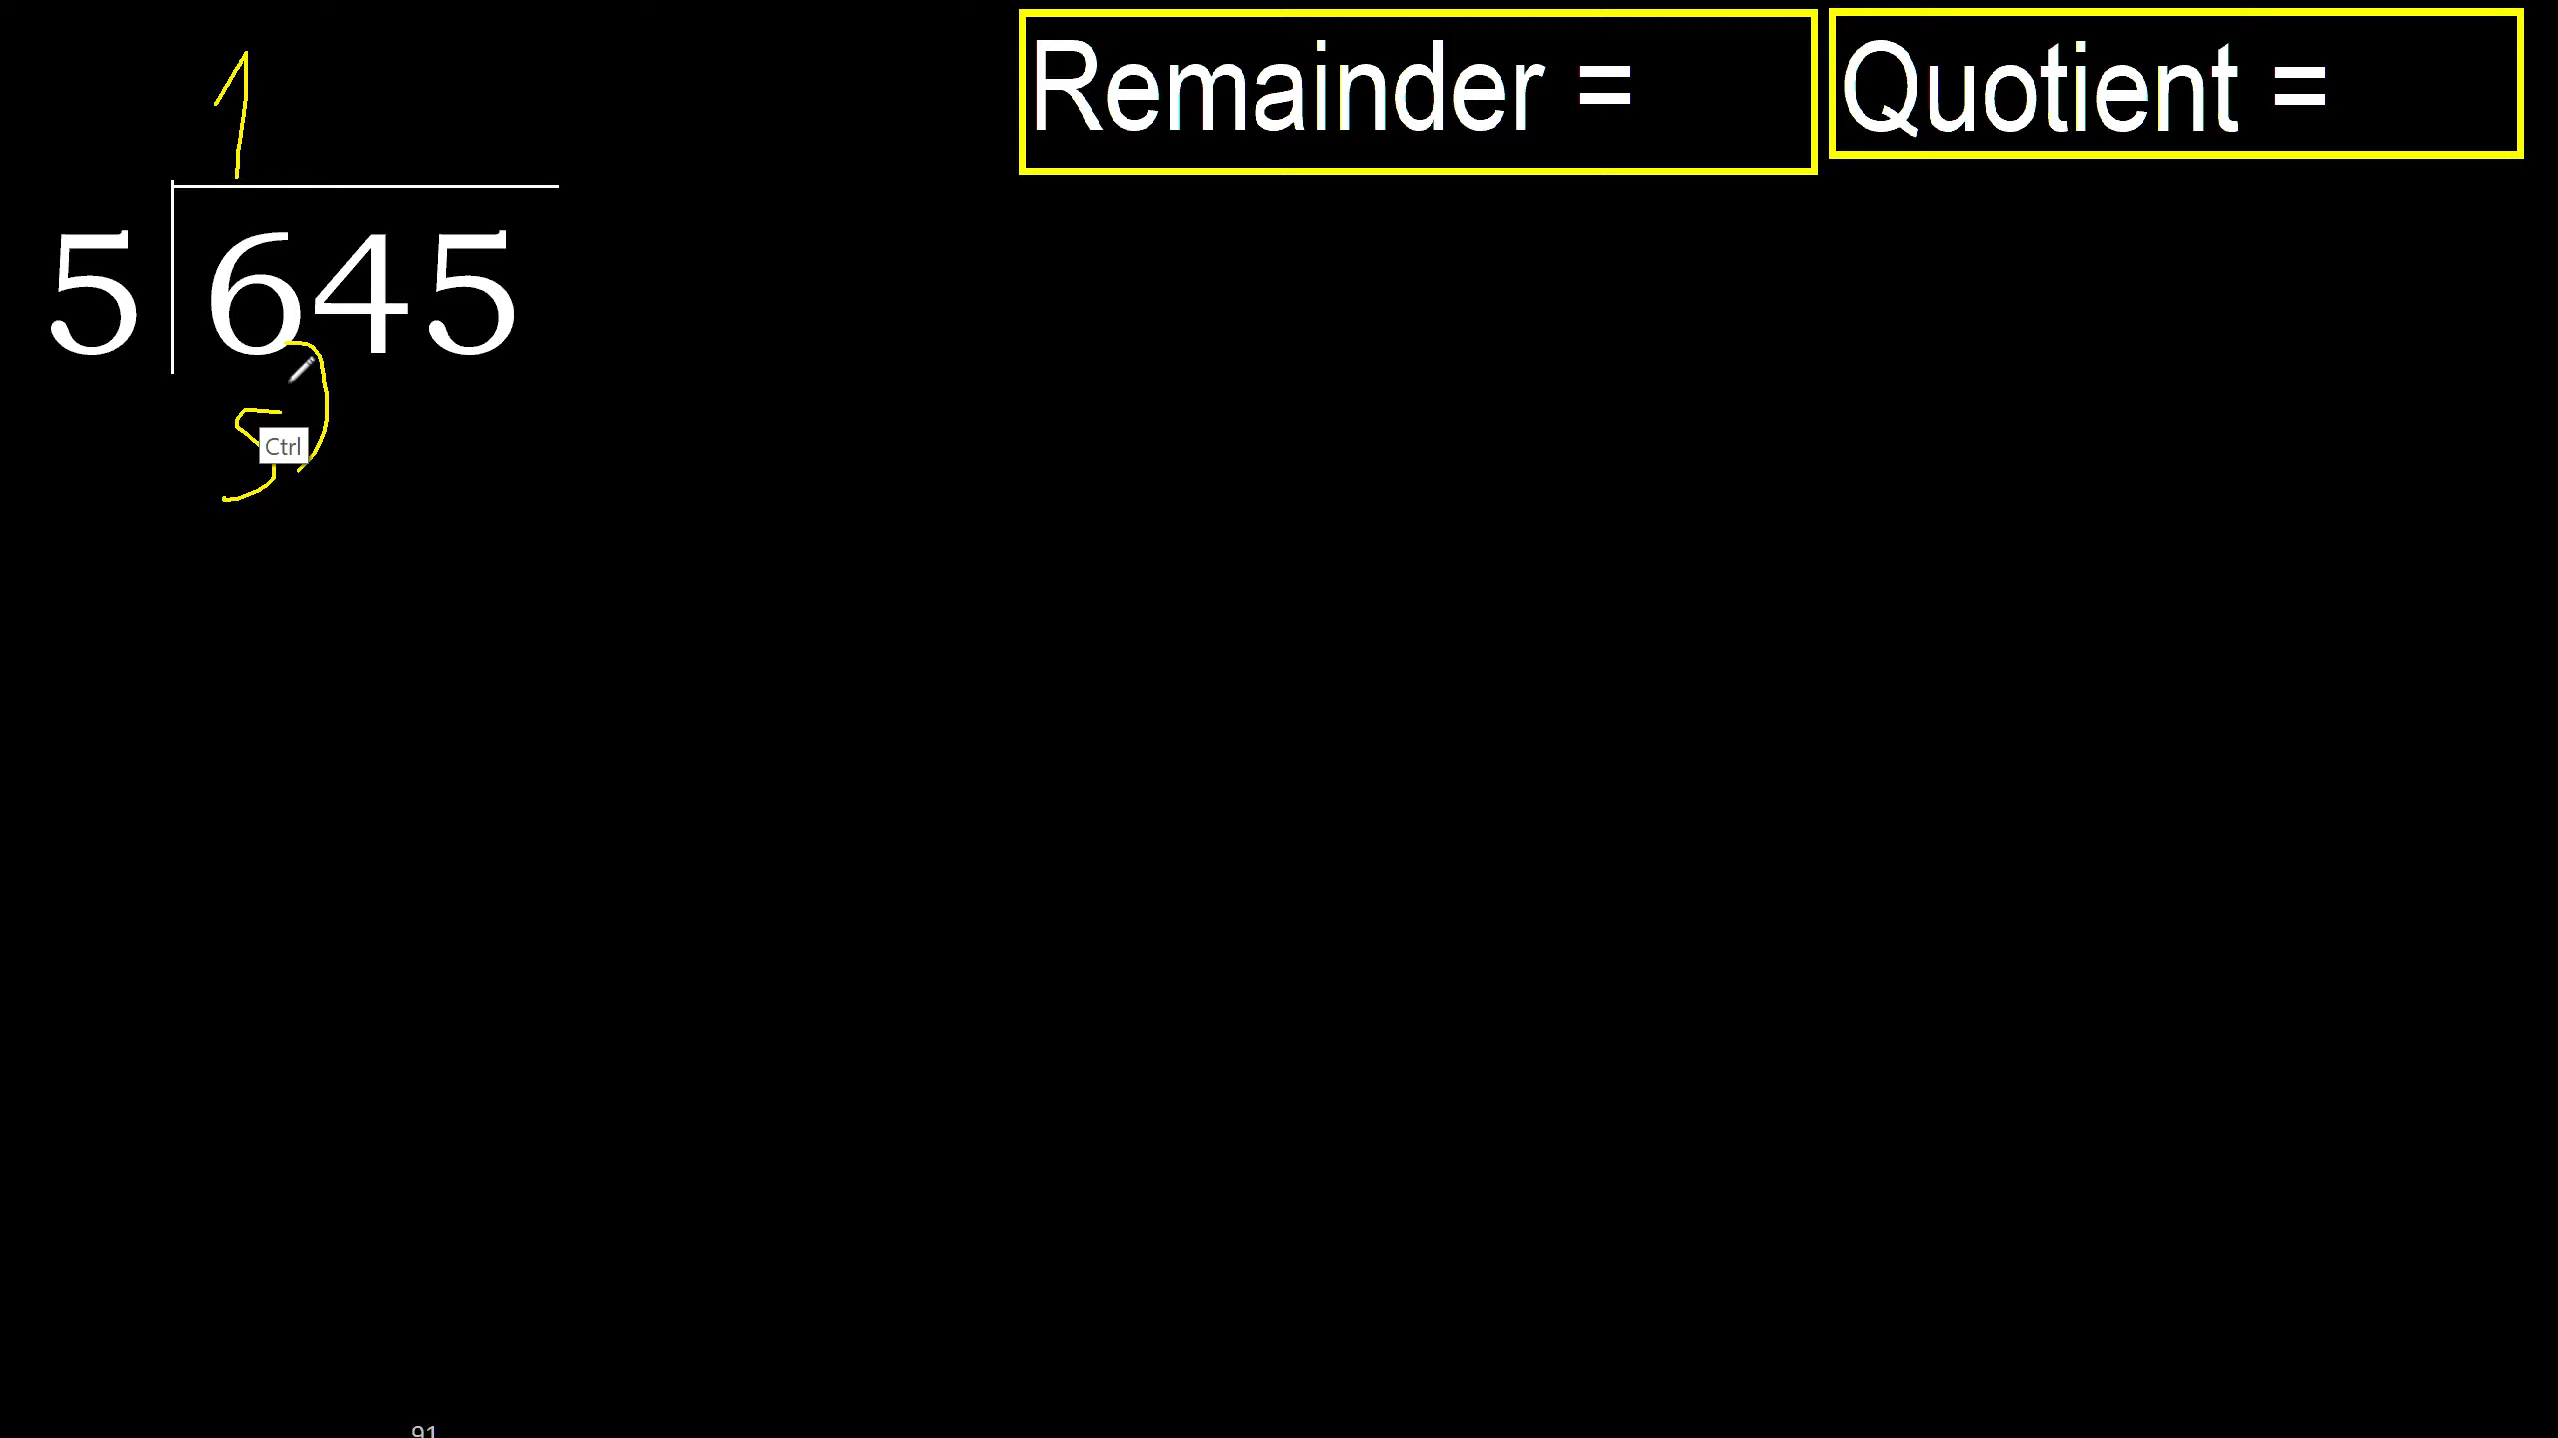 1
5 645
5
Ctrl
Remainder =
Quotient =
91